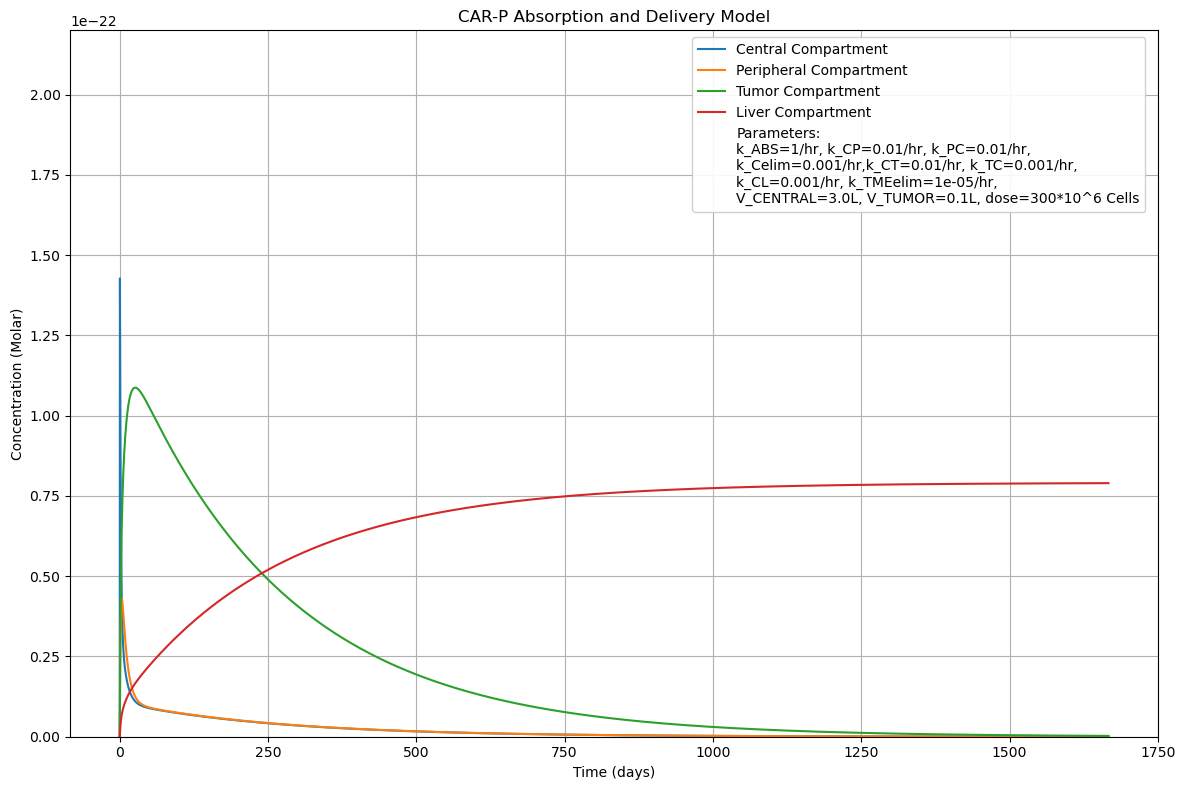 CAR-P Absorption and Delivery Model
1e−22
2.00
1.75
1.50
1.25
1.00
0.75
0.50
0.25
0.00
Concentration (Molar)
Central Compartment
Peripheral Compartment
Tumor Compartment
Liver Compartment
Parameters:
k_ABS=1/hr, k_CP=0.01/hr, k_PC=0.01/hr,
k_Celim=0.001/hr,k_CT=0.01/hr, k_TC=0.001/hr,
k_CL=0.001/hr, k_TMEelim=1e-05/hr,
V_CENTRAL=3.0L, V_TUMOR=0.1L, dose=300*10^6 Cells
0 250 500 750 1000 1250 1500 1750
Time (days)